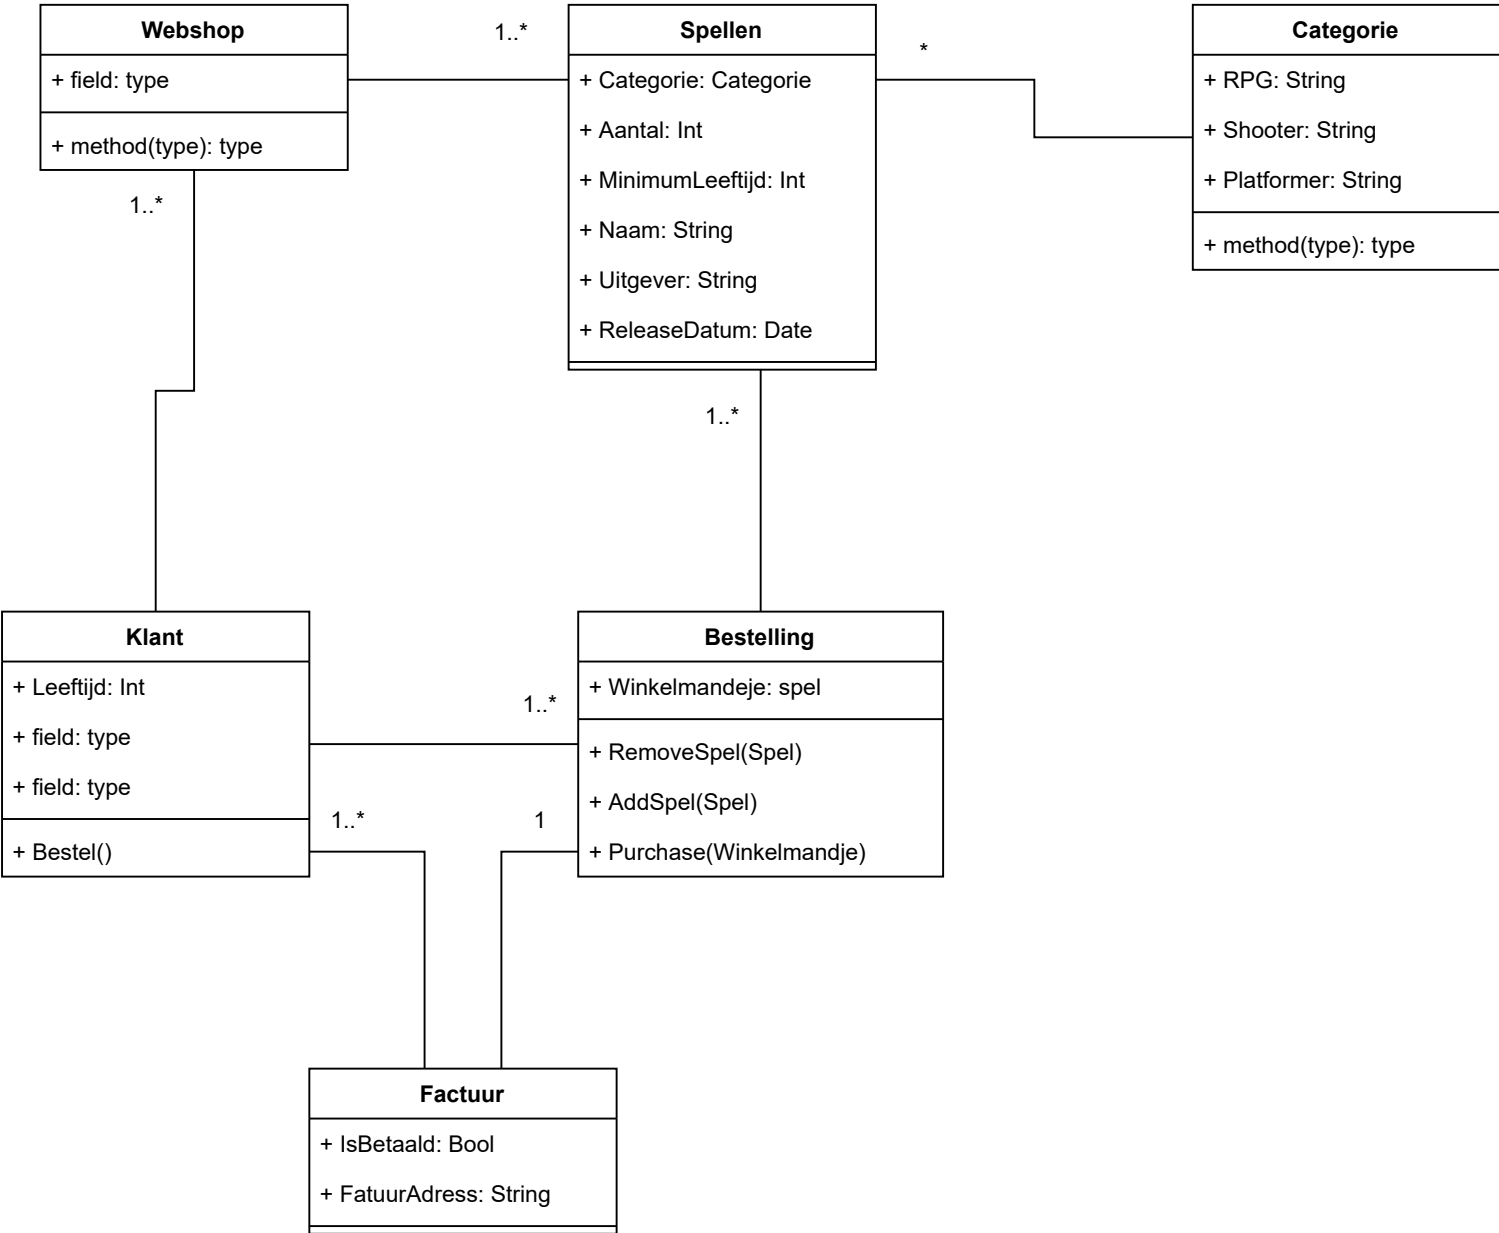 Webshop
+ field: type
+ method(type): type
1..*
1..*
Spellen
+ Categorie: Categorie
+ Aantal: Int
+ MinimumLeeftijd: Int
+ Naam: String
+ Uitgever: String
+ ReleaseDatum: Date
*
Categorie
+ RPG: String
+ Shooter: String
+ Platformer: String
+ method(type): type
1..*
Klant
+ Leeftijd: Int
+ field: type
+ field: type
+ Bestel()
1..*
1..*
1
Bestelling
+ Winkelmandeje: spel
+ RemoveSpel(Spel)
+ AddSpel(Spel)
+ Purchase(Winkelmandje)
Factuur
+ IsBetaald: Bool
+ FatuurAdress: String